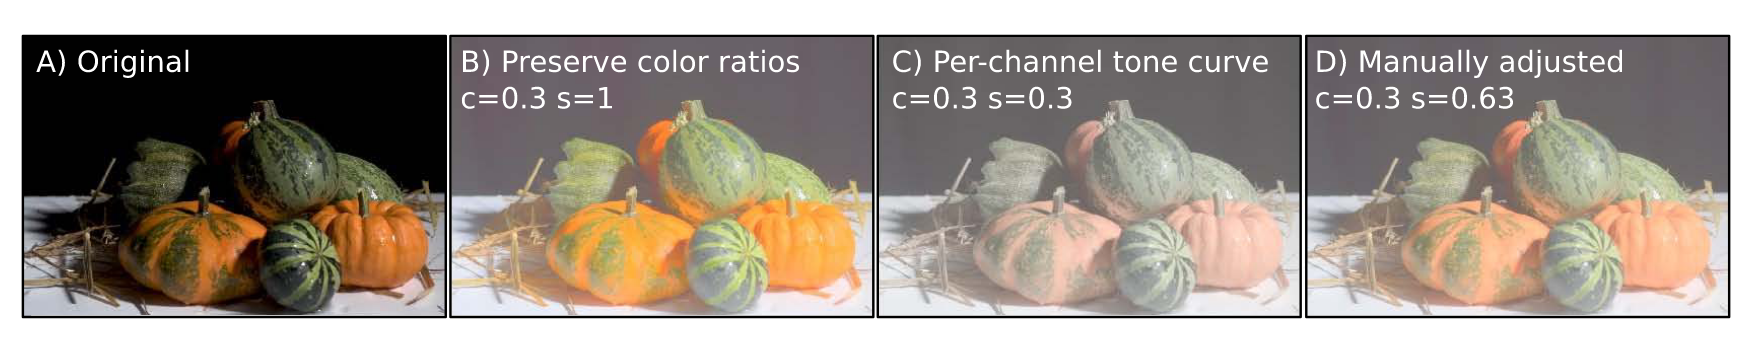 A) Original
B) Preserve color ratios
c=0.3 s=1
C) Per-channel tone curve
c=0.3 s=0.3
D) Manually adjusted
c=0.3 s=0.63